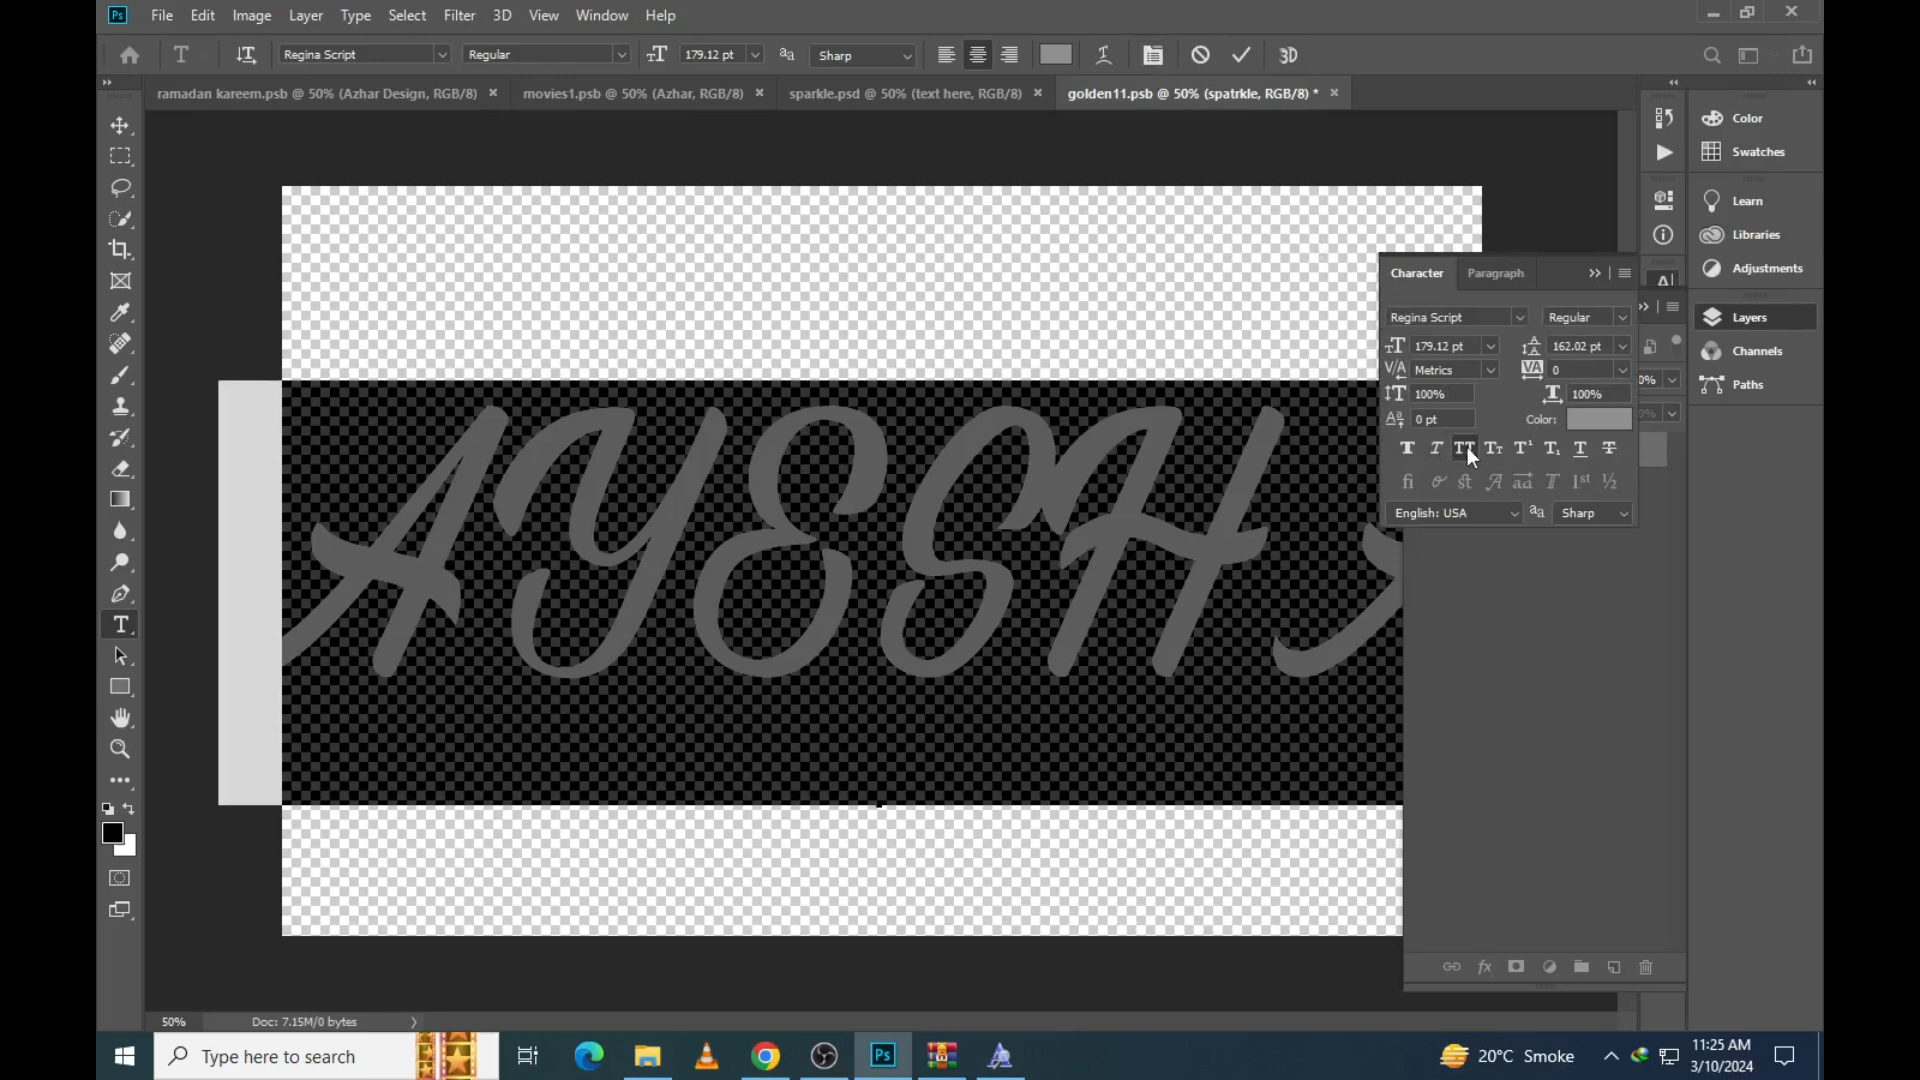 Ps File Edit Image Layer Type Select Filter 3D View Window Help
T Regina Script Regular 179.12 pt Sharp 3D
ramadan kareem.psb @ 50% (Azhar Design, RGB/8) × movies1.psb @ 50% (Azhar, RGB/8) × sparkle.psd @ 50% (text here, RGB/8) × golden11.psb @ 50% (spatrkle, RGB/8) * ×
Color
Swatches
Learn
Libraries
Adjustments
Layers
Channels
Paths
Character Paragraph
Regina Script Regular
179.12 pt 162.02 pt
Metrics 0
100% 100%
0 pt Color:
English: USA Sharp
AYESH
50% Doc: 7.15M/0 bytes
Type here to search
20°C Smoke
11:25 AM
3/10/2024